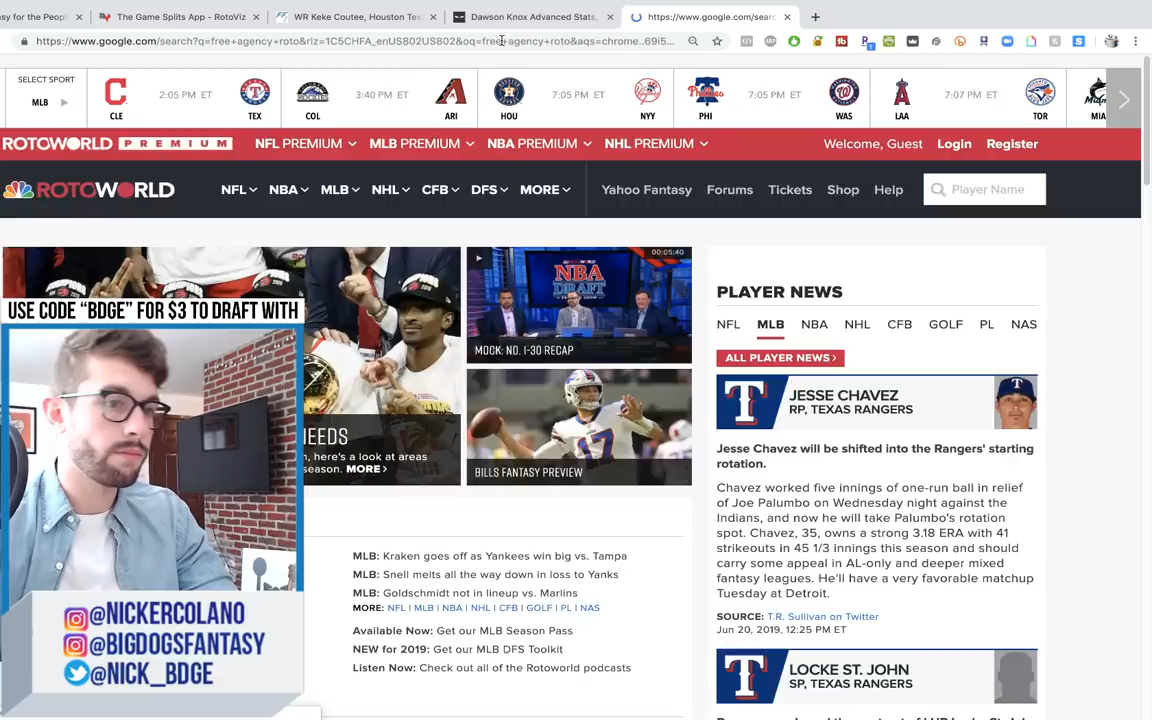 sy for the Peopl
The Game Splits App - RotoViz
WR Keke Coutee, Houston Tex
Dawson Knox Advanced Stats,
https://www.google.com/searc
https://www.google.com/search?q=free+agency+roto&rlz=1C5CHFA_enUS802US802&oq=free+agency+roto&aqs=chrome..69i5...
SELECT SPORT
MLB
CLE
2:05 PM ET
TEX
COL
3:40 PM ET
ARI
HOU
7:05 PM ET
NYY
PHI
7:05 PM ET
WAS
LAA
7:07 PM ET
TOR
MIA
ROTOWORLD PREMIUM
NFL PREMIUM
MLB PREMIUM
NBA PREMIUM
NHL PREMIUM
Welcome, Guest
Login
Register
ROTOWORLD
NFL
NBA
MLB
NHL
CFB
DFS
MORE
Yahoo Fantasy
Forums
Tickets
Shop
Help
Player Name
00:05:40
NBA
DRAFT
MOCK: NO. 1-30 RECAP
BILLS FANTASY PREVIEW
17
EEDS
n, here's a look at areas
season. MORE >
USE CODE "BDGE" FOR $3 TO DRAFT WITH
@NICKERCOLANO
@BIGDOGSFANTASY
@NICK_BDGE
MLB: Kraken goes off as Yankees win big vs. Tampa
MLB: Snell melts all the way down in loss to Yanks
MLB: Goldschmidt not in lineup vs. Marlins
MORE: NFL | MLB | NBA | NHL | CFB | GOLF | PL | NAS
Available Now: Get our MLB Season Pass
NEW for 2019: Get our MLB DFS Toolkit
Listen Now: Check out all of the Rotoworld podcasts
PLAYER NEWS
NFL
MLB
NBA
NHL
CFB
GOLF
PL
NAS
ALL PLAYER NEWS >
JESSE CHAVEZ
RP, TEXAS RANGERS
Jesse Chavez will be shifted into the Rangers' starting
rotation.
Chavez worked five innings of one-run ball in relief
of Joe Palumbo on Wednesday night against the
Indians, and now he will take Palumbo's rotation
spot. Chavez, 35, owns a strong 3.18 ERA with 41
strikeouts in 45 1/3 innings this season and should
carry some appeal in AL-only and deeper mixed
fantasy leagues. He'll have a very favorable matchup
Tuesday at Detroit.
SOURCE: T.R. Sullivan on Twitter
Jun 20, 2019, 12:25 PM ET
LOCKE ST. JOHN
SP, TEXAS RANGERS